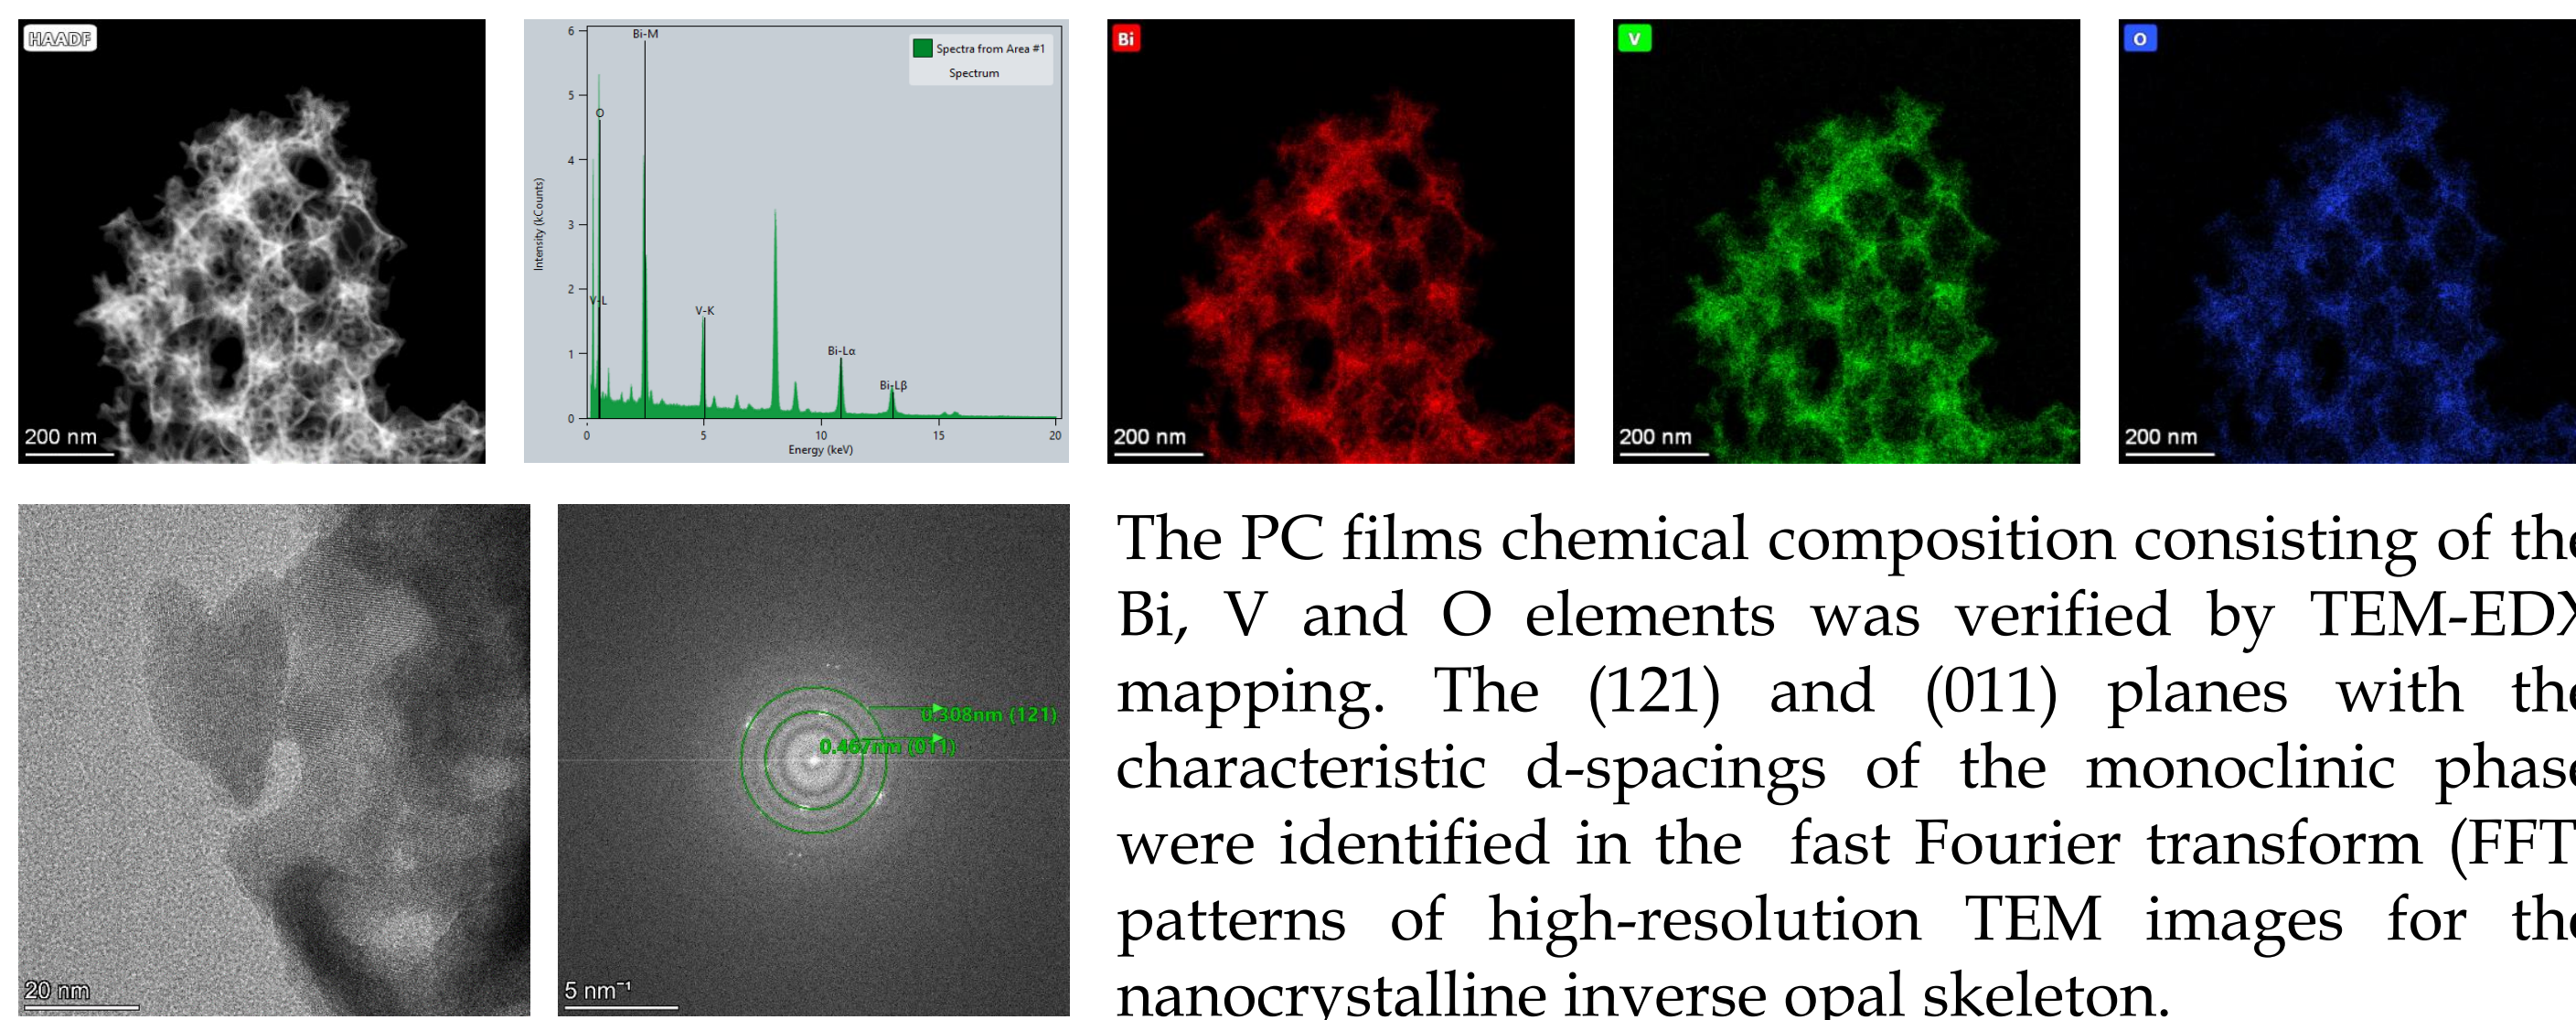 HAADF
200 nm
6
5
4
3
2
1
0
Intensity (kCounts)
Bi-M
O
V-L
V-K
Bi-Lα
Bi-Lβ
Spectra from Area #1
Spectrum
0 5 10 15 20
Energy (keV)
Bi
200 nm
V
200 nm
O
200 nm
20 nm
0.308nm (121)
0.467nm (011)
5 nm⁻¹
The PC films chemical composition consisting of the
Bi, V and O elements was verified by TEM-EDX
mapping. The (121) and (011) planes with the
characteristic d-spacings of the monoclinic phase
were identified in the fast Fourier transform (FFT)
patterns of high-resolution TEM images for the
nanocrystalline inverse opal skeleton.